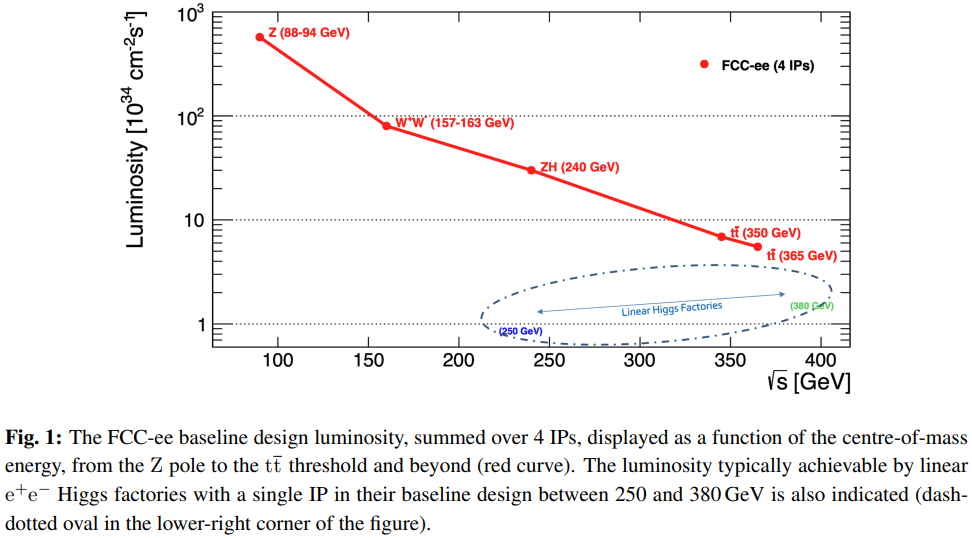 10³
Z (88-94 GeV)
FCC-ee (4 IPs)
Luminosity [10³⁴ cm⁻²s⁻¹]
10²
W⁺W⁻ (157-163 GeV)
ZH (240 GeV)
10
tt̄ (350 GeV)
tt̄ (365 GeV)
Linear Higgs Factories
(380 GeV)
1
(250 GeV)
100 150 200 250 300 350 400
√s [GeV]
Fig. 1: The FCC-ee baseline design luminosity, summed over 4 IPs, displayed as a function of the centre-of-mass
energy, from the Z pole to the tt̄ threshold and beyond (red curve). The luminosity typically achievable by linear
e⁺e⁻ Higgs factories with a single IP in their baseline design between 250 and 380 GeV is also indicated (dash-
dotted oval in the lower-right corner of the figure).